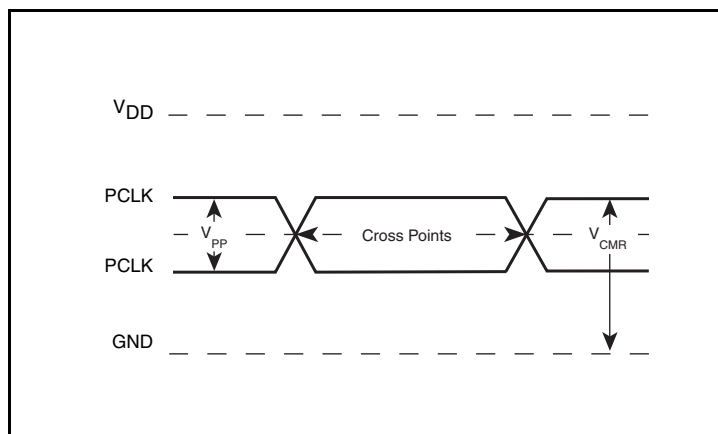 VDD
PCLK
VPP
Cross Points
VCMR
PCLK
GND